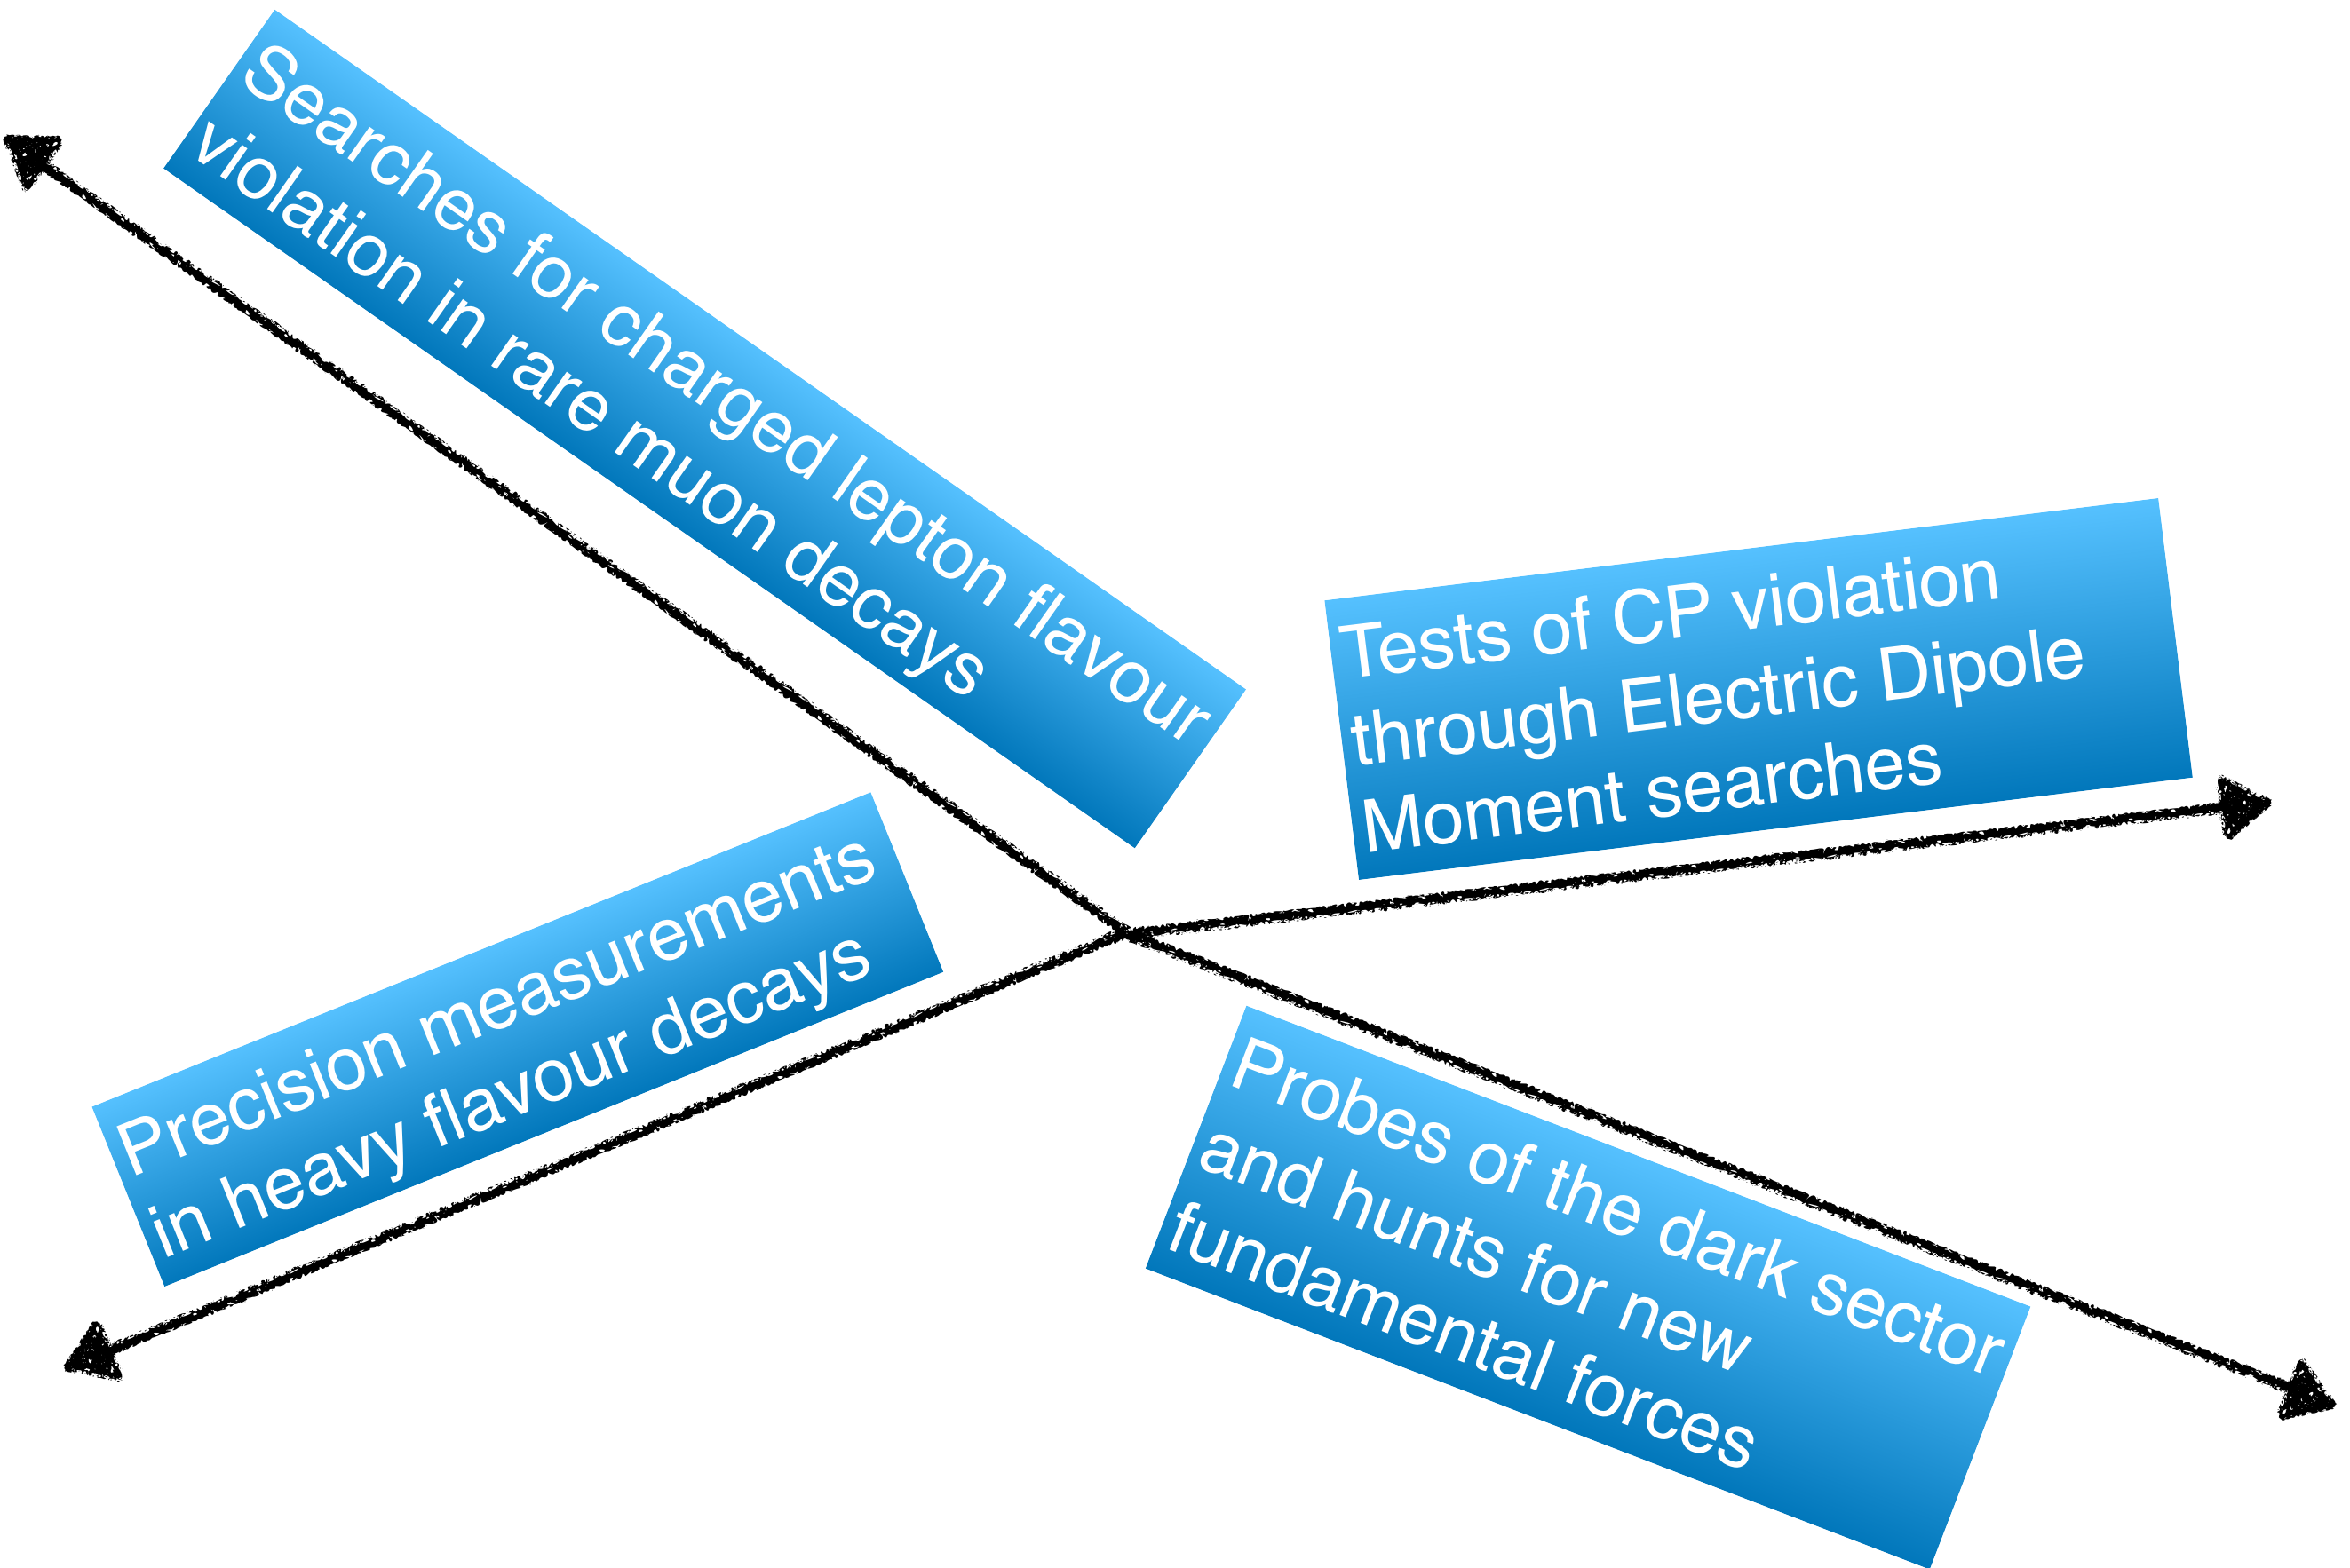 Searches for charged lepton flavour
violation in rare muon decays
Tests of CP violation
through Electric Dipole
Moment searches
Precision measurements
in heavy flavour decays
Probes of the dark sector
and hunts for new
fundamental forces